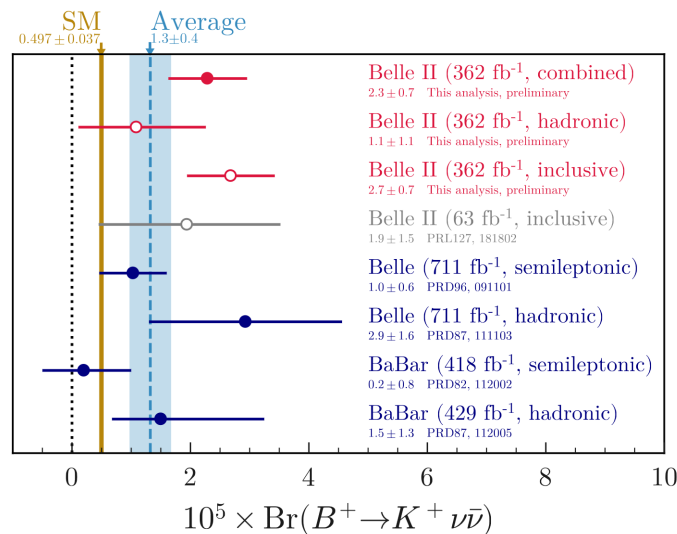 SM
0.497 ± 0.037
Average
1.3±0.4
Belle II (362 fb⁻¹, combined)
2.3 ± 0.7 This analysis, preliminary
Belle II (362 fb⁻¹, hadronic)
1.1 ± 1.1 This analysis, preliminary
Belle II (362 fb⁻¹, inclusive)
2.7 ± 0.7 This analysis, preliminary
Belle II (63 fb⁻¹, inclusive)
1.9 ± 1.5 PRL127, 181802
Belle (711 fb⁻¹, semileptonic)
1.0 ± 0.6 PRD96, 091101
Belle (711 fb⁻¹, hadronic)
2.9 ± 1.6 PRD87, 111103
BaBar (418 fb⁻¹, semileptonic)
0.2 ± 0.8 PRD82, 112002
BaBar (429 fb⁻¹, hadronic)
1.5 ± 1.3 PRD87, 112005
0 2 4 6 8 10
10⁵ × Br(B⁺→K⁺νν̄)